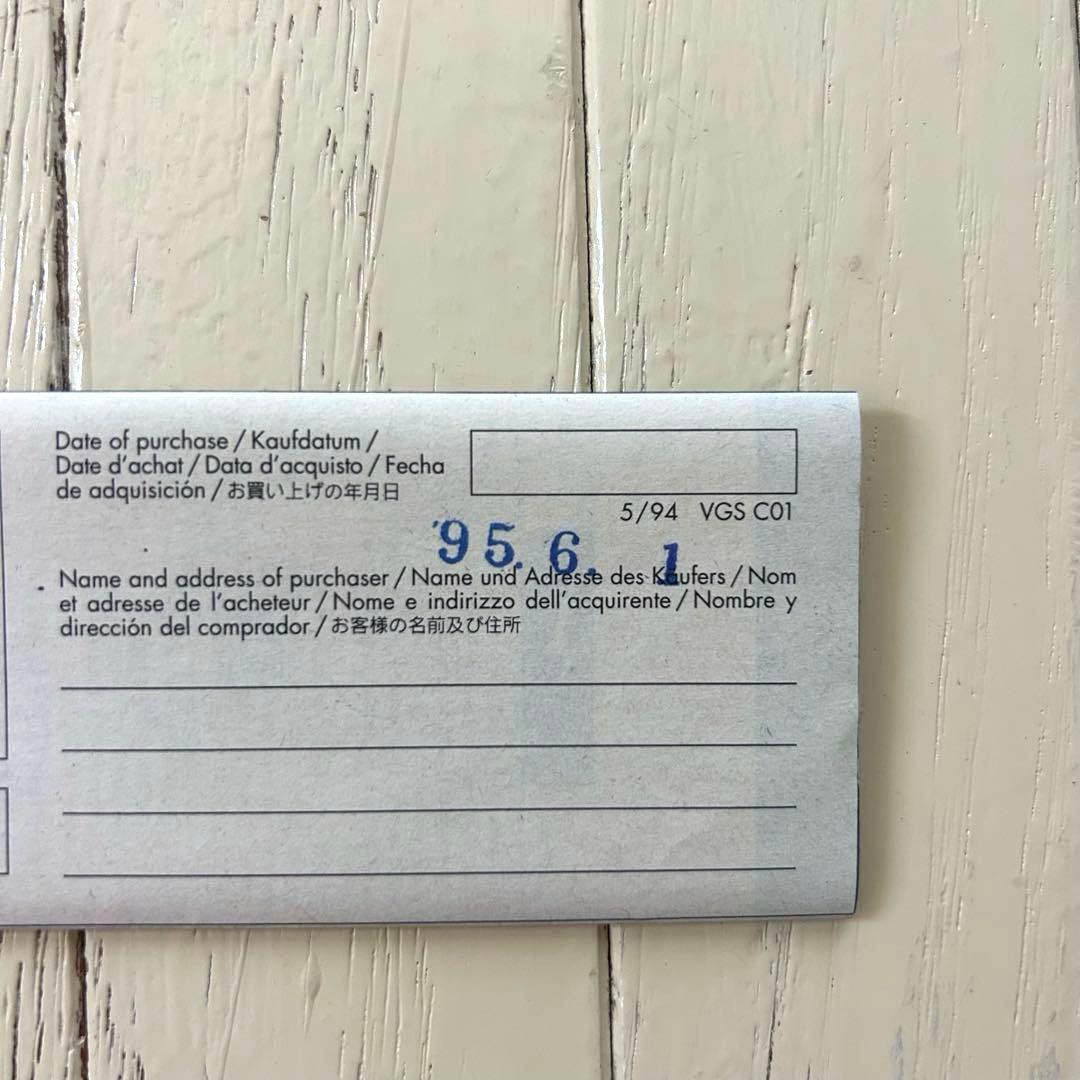 Date of purchase / Kaufdatum /
Date d'achat / Data d'acquisto / Fecha
de adquisición / お買い上げの年月日
5/94 VGS C01
'95. 6. 1
Name and address of purchaser / Name und Adresse des Käufers / Nom
et adresse de l'acheteur / Nome e indirizzo dell'acquirente / Nombre y
dirección del comprador / お客様の名前及び住所